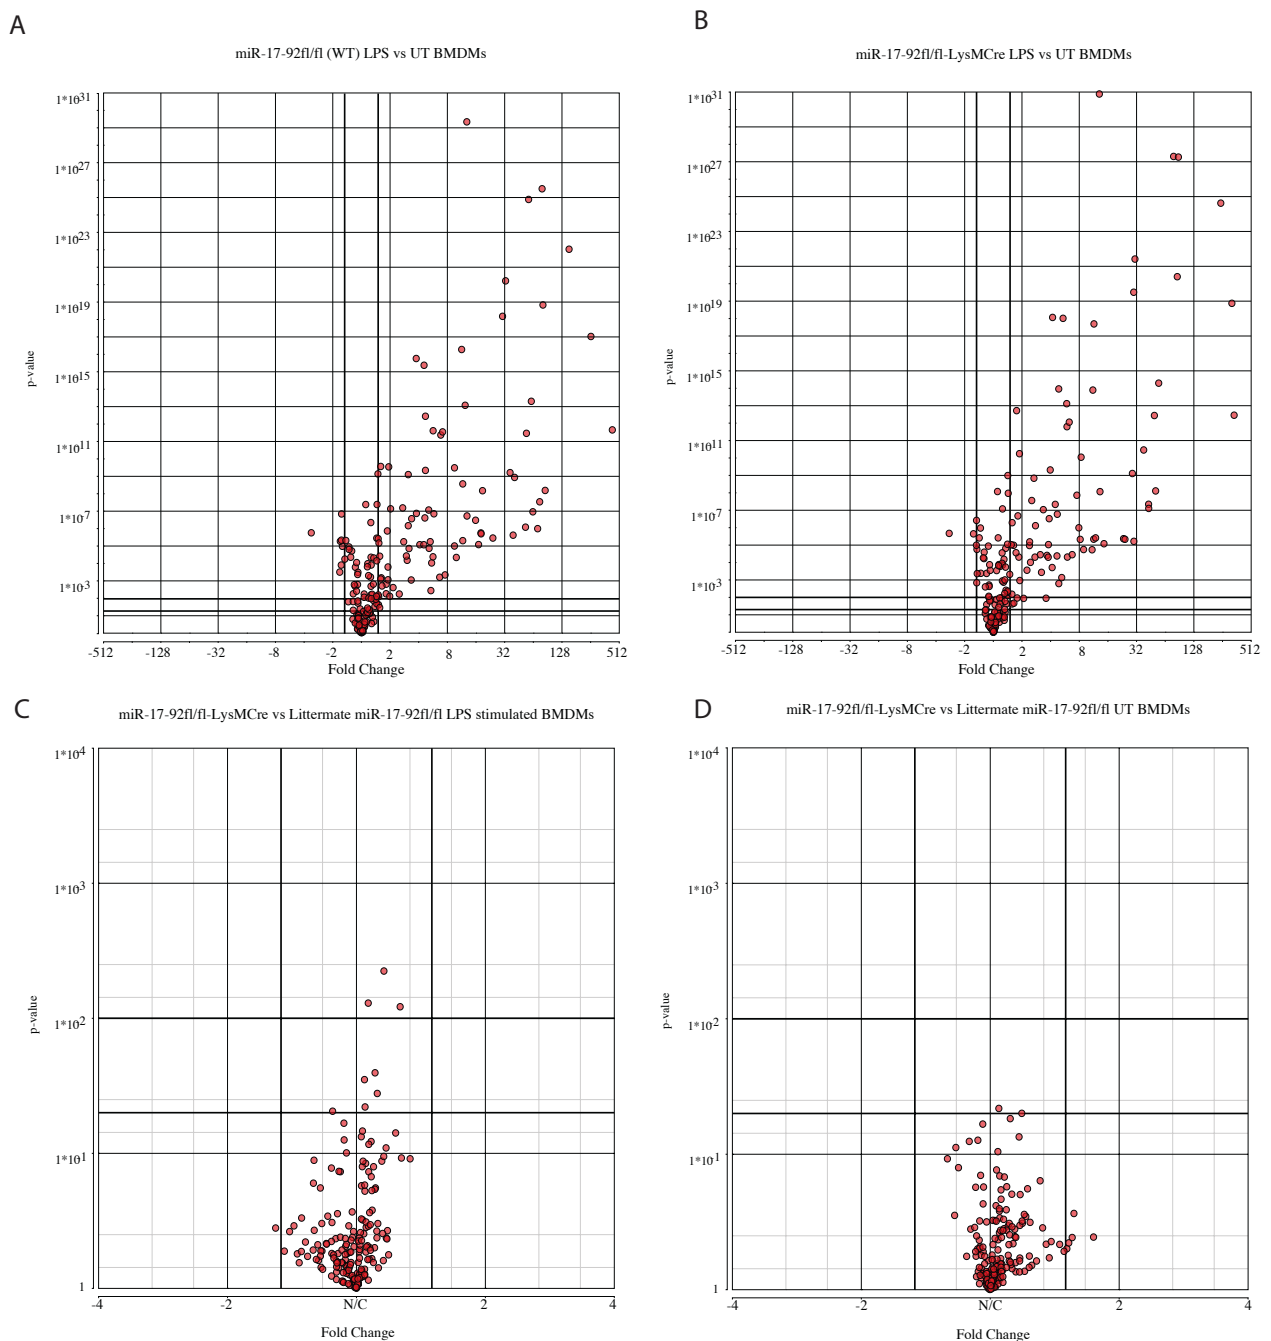 A
miR-17-92fl/fl (WT) LPS vs UT BMDMs
1*10^31
1*10^27
1*10^23
1*10^19
1*10^15
1*10^11
1*10^7
1*10^3
p-value
-512 -128 -32 -8 -2 2 8 32 128 512
Fold Change
B
miR-17-92fl/fl-LysMCre LPS vs UT BMDMs
1*10^31
1*10^27
1*10^23
1*10^19
1*10^15
1*10^11
1*10^7
1*10^3
p-value
-512 -128 -32 -8 -2 2 8 32 128 512
Fold Change
C
miR-17-92fl/fl-LysMCre vs Littermate miR-17-92fl/fl LPS stimulated BMDMs
1*10^4
1*10^3
1*10^2
1*10^1
1
p-value
-4 -2 N/C 2 4
Fold Change
D
miR-17-92fl/fl-LysMCre vs Littermate miR-17-92fl/fl UT BMDMs
1*10^4
1*10^3
1*10^2
1*10^1
1
p-value
-4 -2 N/C 2 4
Fold Change